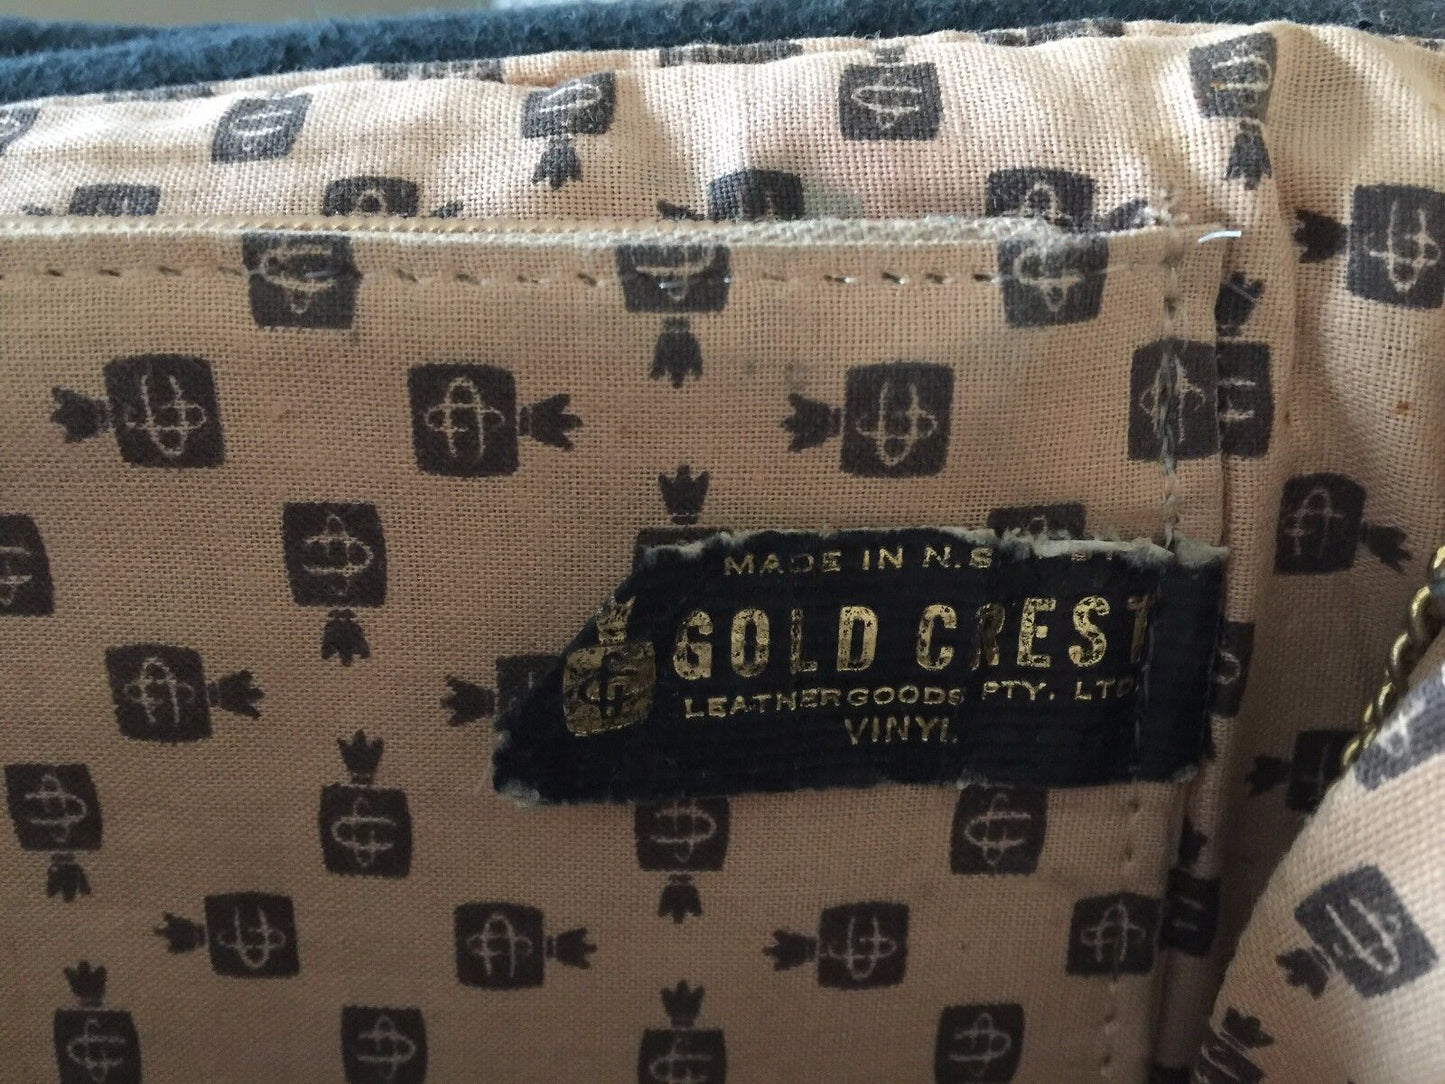 MADE IN N.S
GOLD CREST
LEATHERGOODS PTY. LTD.
VINYL